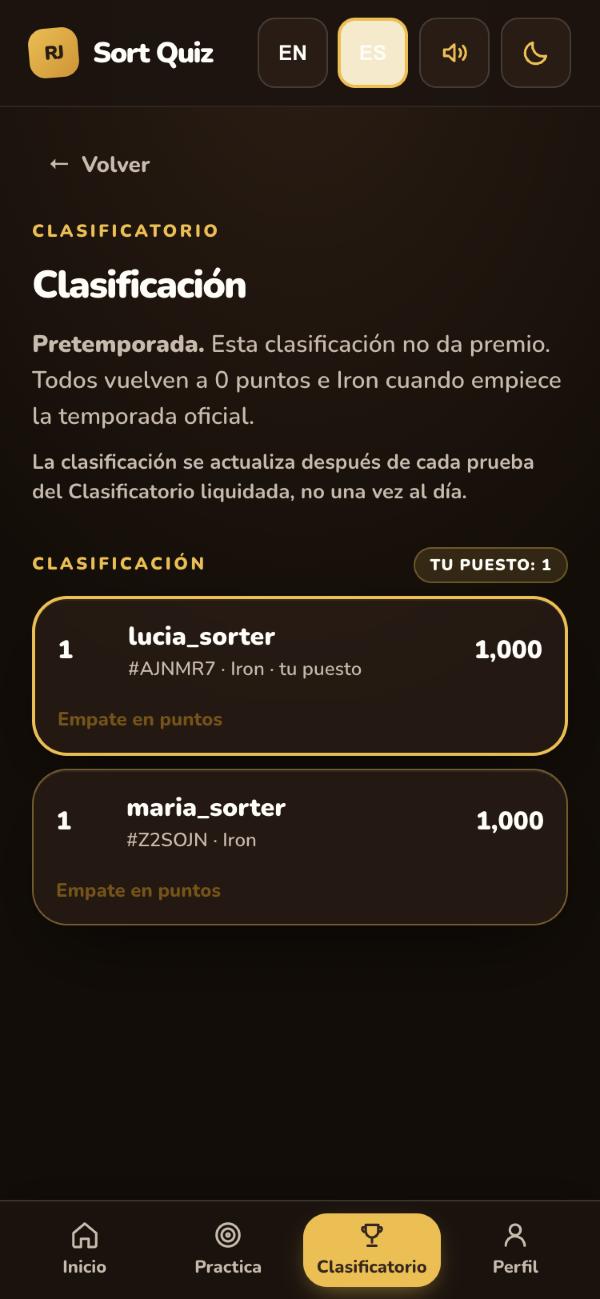 RJ Sort Quiz EN ES
← Volver
CLASIFICATORIO
Clasificación
Pretemporada. Esta clasificación no da premio.
Todos vuelven a 0 puntos e Iron cuando empiece
la temporada oficial.
La clasificación se actualiza después de cada prueba
del Clasificatorio liquidada, no una vez al día.
CLASIFICACIÓN TU PUESTO: 1
1 lucia_sorter 1,000
#AJNMR7 · Iron · tu puesto
Empate en puntos
1 maria_sorter 1,000
#Z2SOJN · Iron
Empate en puntos
Inicio Practica Clasificatorio Perfil